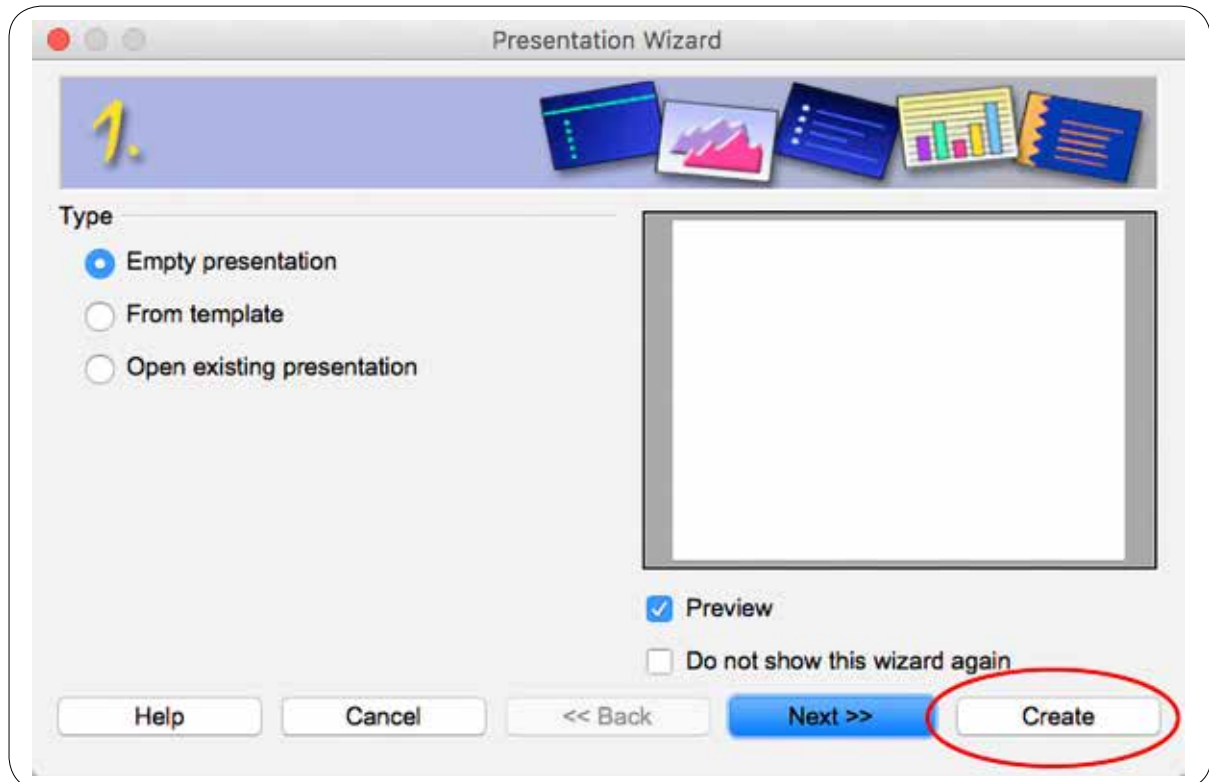 Presentation Wizard
1.
Type
Empty presentation
From template
Open existing presentation
Preview
Do not show this wizard again
Help Cancel << Back Next >> Create